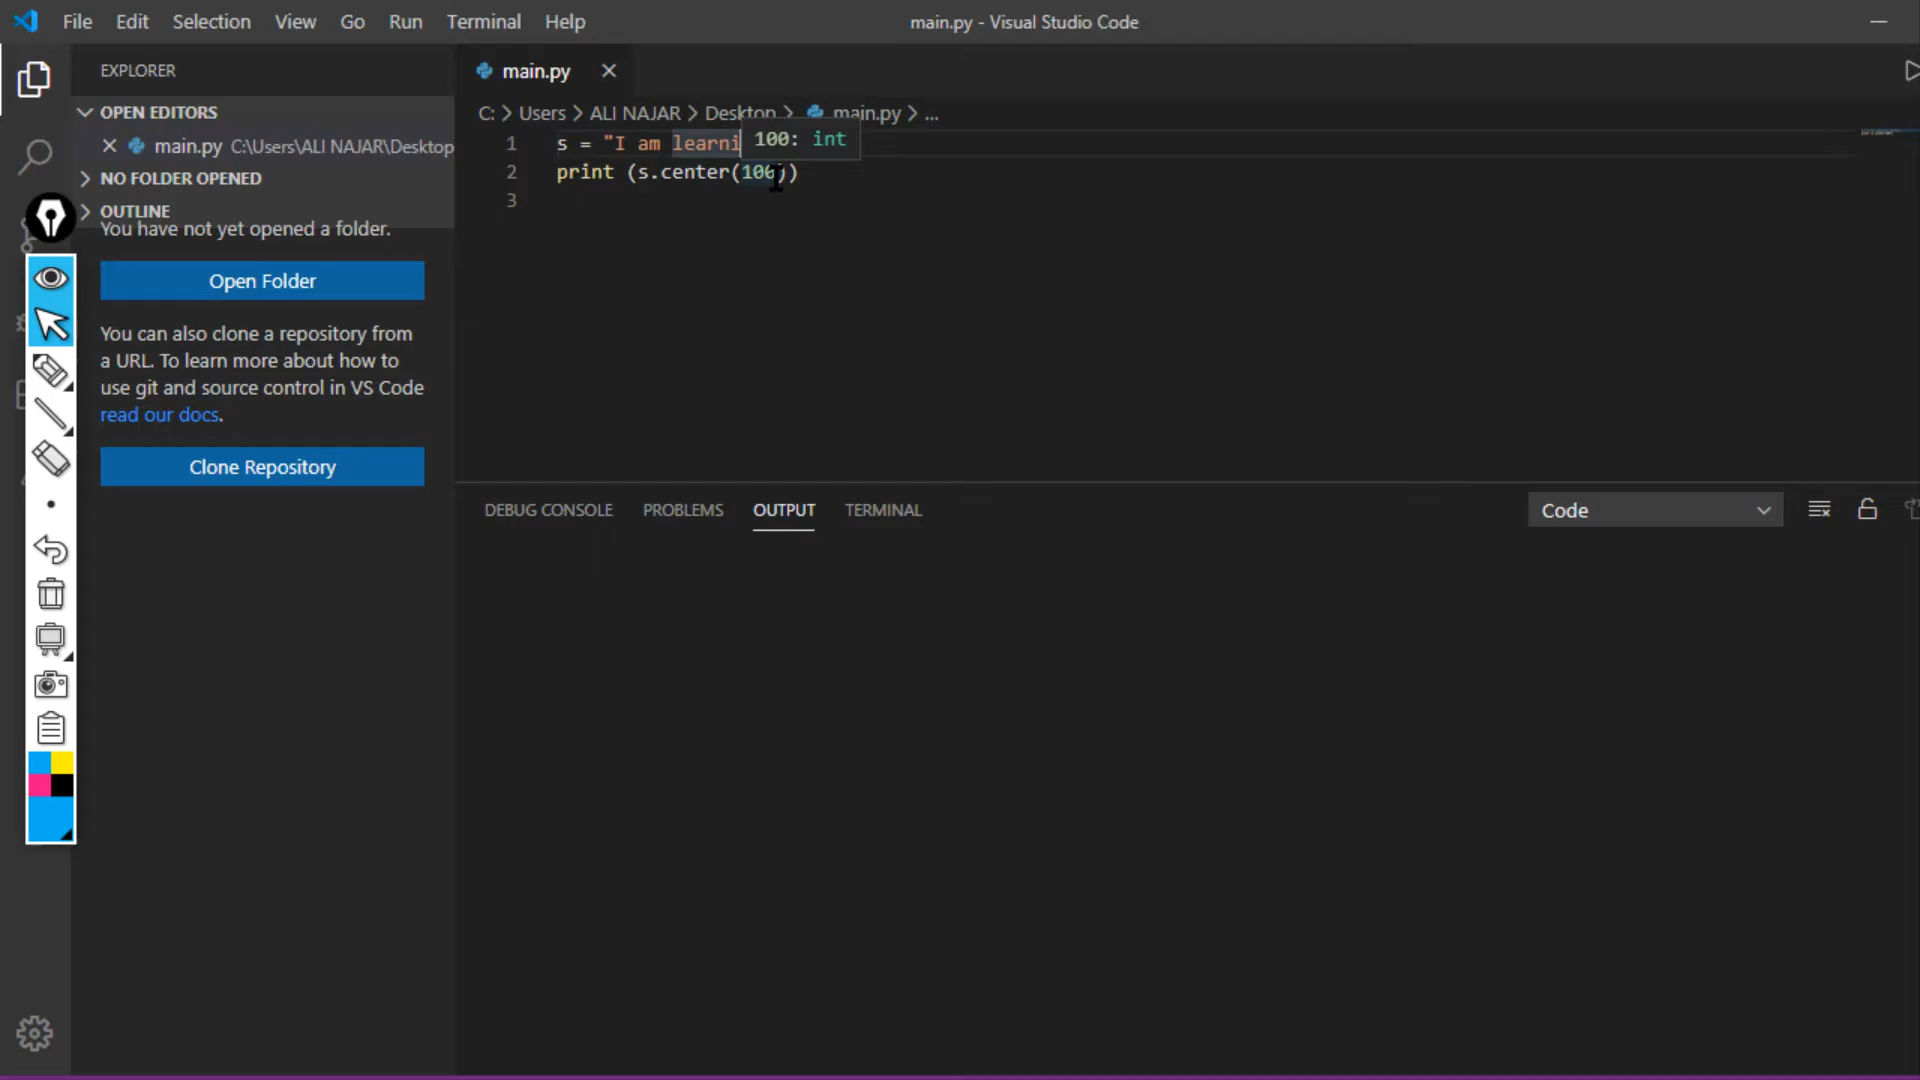 File Edit Selection View Go Run Terminal Help
main.py - Visual Studio Code
EXPLORER
main.py
OPEN EDITORS
C: > Users > ALI NAJAR > Desktop > main.py > ...
main.py C:\Users\ALI NAJAR\Desktop
1 s = "I am learni
100: int
2 print (s.center(100))
3
NO FOLDER OPENED
OUTLINE
You have not yet opened a folder.
Open Folder
You can also clone a repository from
a URL. To learn more about how to
use git and source control in VS Code
read our docs.
Clone Repository
DEBUG CONSOLE PROBLEMS OUTPUT TERMINAL
Code